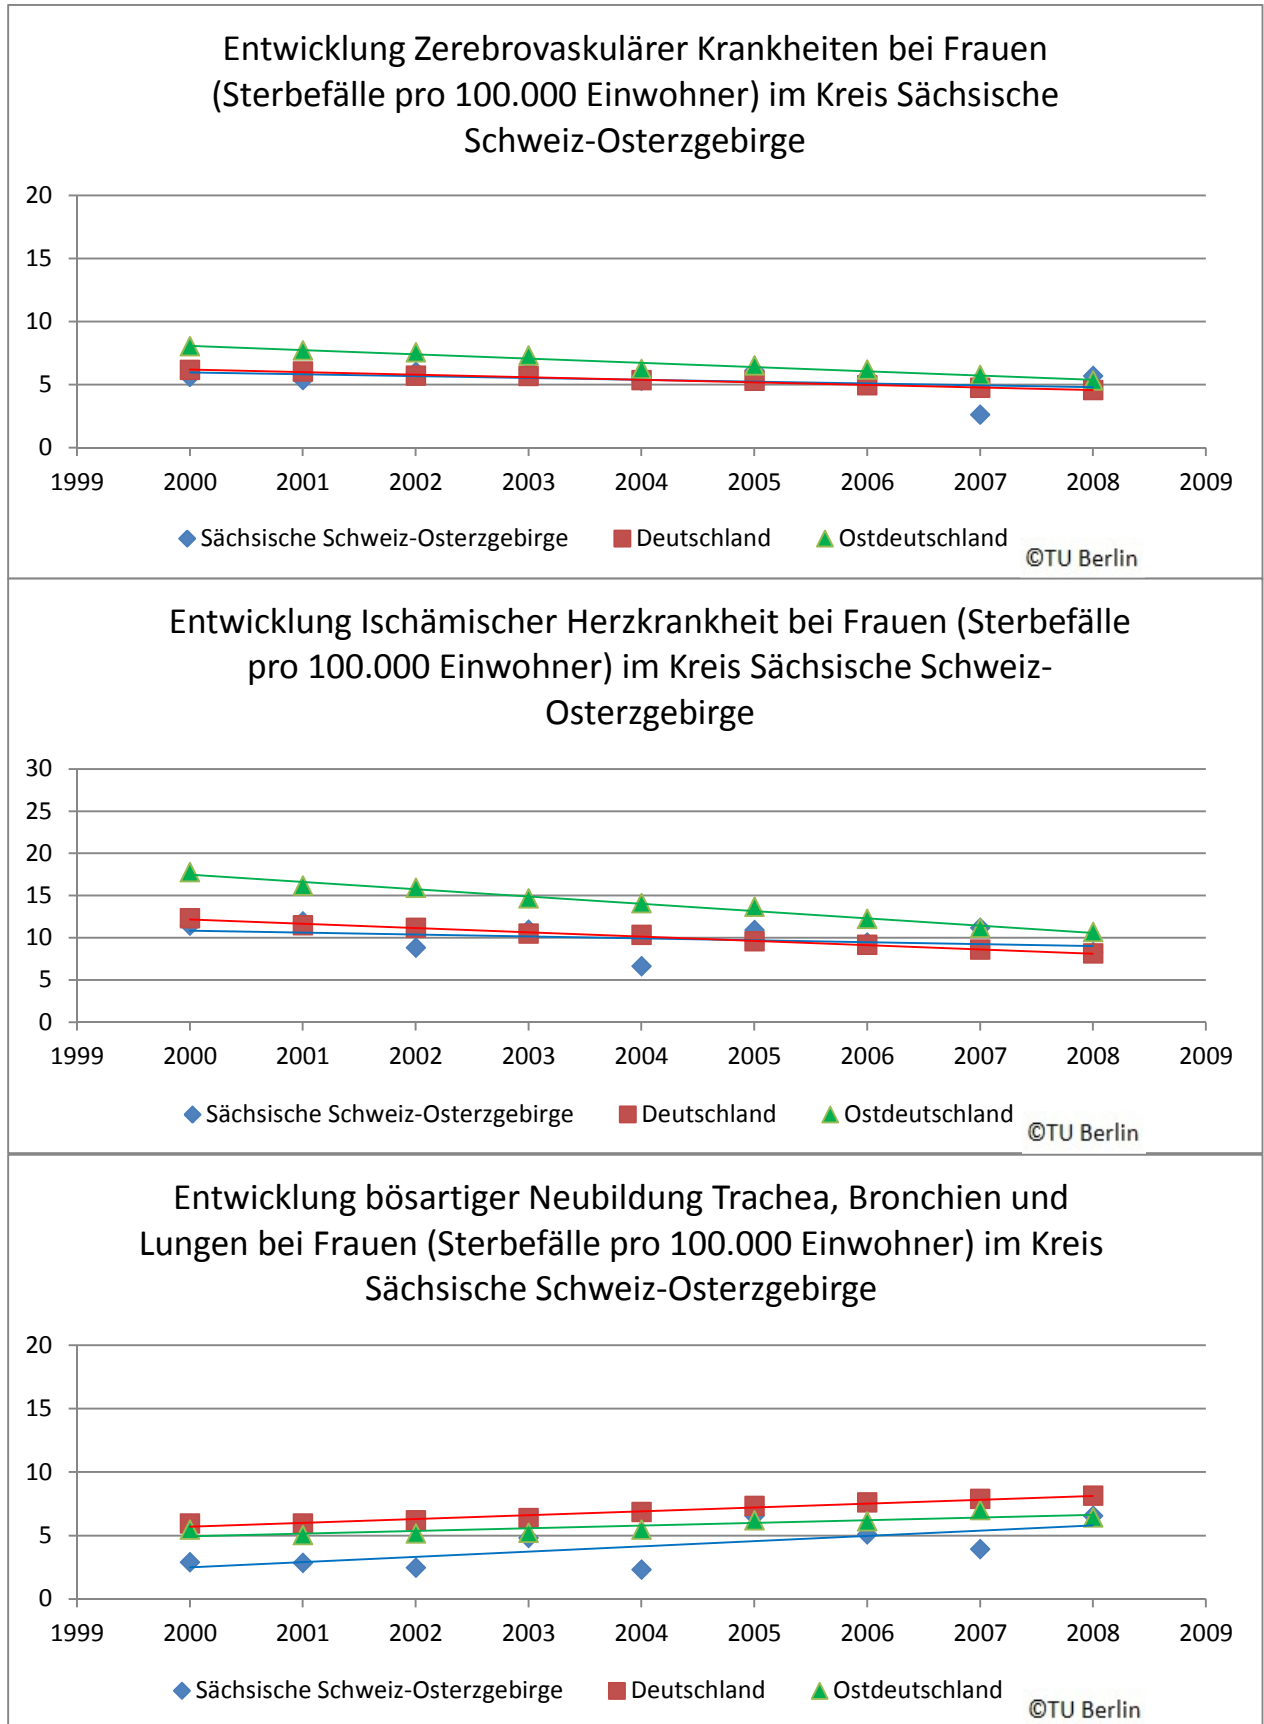 Entwicklung Zerebrovaskulärer Krankheiten bei Frauen
(Sterbefälle pro 100.000 Einwohner) im Kreis Sächsische
Schweiz-Osterzgebirge
20
15
10
5
0
1999 2000 2001 2002 2003 2004 2005 2006 2007 2008 2009
Sächsische Schweiz-Osterzgebirge Deutschland Ostdeutschland
©TU Berlin
Entwicklung Ischämischer Herzkrankheit bei Frauen (Sterbefälle
pro 100.000 Einwohner) im Kreis Sächsische Schweiz-
Osterzgebirge
30
25
20
15
10
5
0
1999 2000 2001 2002 2003 2004 2005 2006 2007 2008 2009
Sächsische Schweiz-Osterzgebirge Deutschland Ostdeutschland
©TU Berlin
Entwicklung bösartiger Neubildung Trachea, Bronchien und
Lungen bei Frauen (Sterbefälle pro 100.000 Einwohner) im Kreis
Sächsische Schweiz-Osterzgebirge
20
15
10
5
0
1999 2000 2001 2002 2003 2004 2005 2006 2007 2008 2009
Sächsische Schweiz-Osterzgebirge Deutschland Ostdeutschland
©TU Berlin